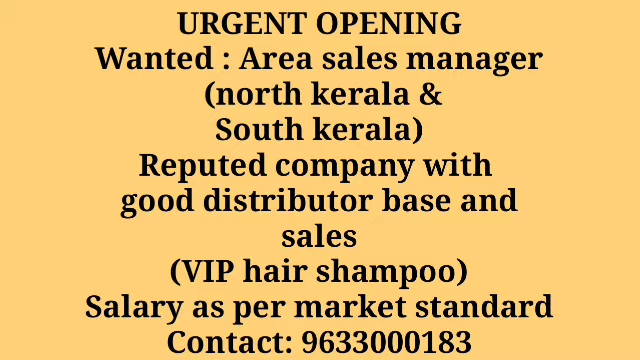 URGENT OPENING
Wanted : Area sales manager
(north kerala &
South kerala)
Reputed company with
good distributor base and
sales
(VIP hair shampoo)
Salary as per market standard
Contact: 9633000183